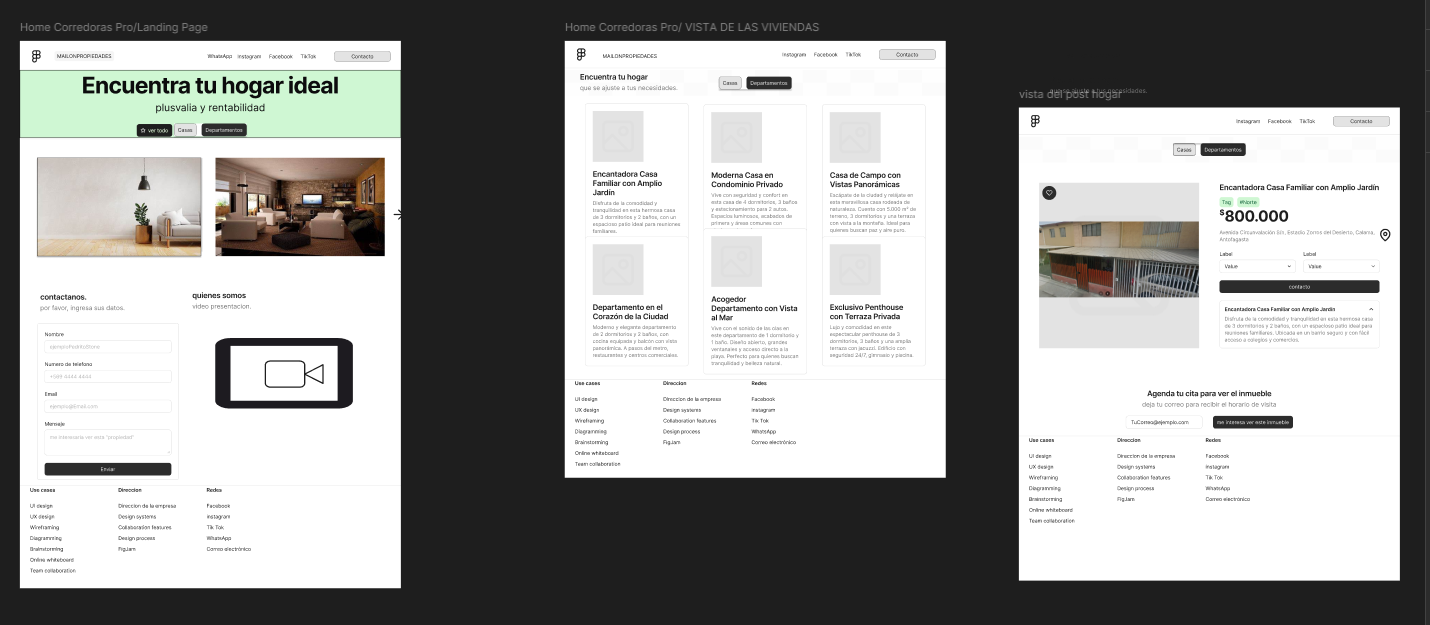 Home Corredoras Pro/Landing Page
MAILONPROPIEDADES
WhatsApp
Instagram
Facebook
TikTok
Contacto
Encuentra tu hogar ideal
plusvalia y rentabilidad
ver todo
Casas
Departamentos
contactanos.
por favor, ingresa sus datos.
quienes somos
video presentacion.
Nombre
Numero de telefono
+569 4444 4444
Email
ejemplo@Email.com
Mensaje
me interesaria ver esta "propiedad"
Enviar
Use cases
UI design
UX design
Wireframing
Diagramming
Brainstorming
Online whiteboard
Team collaboration
Direccion
Direccion de la empresa
Design systems
Collaboration features
Design process
FigJam
Redes
Facebook
instagram
Tik Tok
WhatsApp
Correo electrónico
Home Corredoras Pro/ VISTA DE LAS VIVIENDAS
MAILONPROPIEDADES
Instagram
Facebook
TikTok
Contacto
Encuentra tu hogar
que se ajuste a tus necesidades.
Casas
Departamentos
Encantadora Casa
Familiar con Amplio
Jardín
Disfruta de la comodidad y
tranquilidad en esta hermosa casa
de 3 dormitorios y 2 baños, con un
espacioso patio ideal para reuniones
familiares.
Moderna Casa en
Condominio Privado
Vive con seguridad y confort en
esta casa de 4 dormitorios, 3 baños
y estacionamiento para 2 autos.
Espacios luminosos, acabados de
primera y áreas comunes con
Casa de Campo con
Vistas Panorámicas
Escápate de la ciudad y relájate en
esta maravillosa casa rodeada de
naturaleza. Cuenta con 5.000 m² de
terreno, 3 dormitorios y una terraza
con vista a la montaña. Ideal para
quienes buscan paz y aire puro.
Departamento en el
Corazón de la Ciudad
Moderno y elegante departamento
de 2 dormitorios y 2 baños, con
cocina equipada y balcón con vista
panorámica. A pasos del metro,
restaurantes y centros comerciales.
Acogedor
Departamento con Vista
al Mar
Vive con el sonido de las olas en
este departamento de 1 dormitorio y
1 baño. Diseño abierto, grandes
ventanales y acceso directo a la
playa. Perfecto para quienes buscan
tranquilidad y belleza natural.
Exclusivo Penthouse
con Terraza Privada
Lujo y comodidad en este
espectacular penthouse de 3
dormitorios, 3 baños y una amplia
terraza con jacuzzi. Edificio con
seguridad 24/7, gimnasio y piscina.
Use cases
UI design
UX design
Wireframing
Diagramming
Brainstorming
Online whiteboard
Team collaboration
Direccion
Direccion de la empresa
Design systems
Collaboration features
Design process
FigJam
Redes
Facebook
instagram
Tik Tok
WhatsApp
Correo electrónico
vista del post hogar
que se ajuste a tus necesidades.
Instagram
Facebook
TikTok
Contacto
Casas
Departamentos
Encantadora Casa Familiar con Amplio Jardín
Tag
#Norte
$800.000
Avenida Circunvalación S/n, Estadio Zorros del Desierto, Calama,
Antofagasta
Label
Value
Label
Value
contacto
Encantadora Casa Familiar con Amplio Jardín
Disfruta de la comodidad y tranquilidad en esta hermosa casa
de 3 dormitorios y 2 baños, con un espacioso patio ideal para
reuniones familiares. Ubicada en un barrio seguro y con fácil
acceso a colegios y comercios.
Agenda tu cita para ver el inmueble
deja tu correo para recibir el horario de visita
TuCorreo@ejemplo.com
me interesa ver este inmueble
Use cases
UI design
UX design
Wireframing
Diagramming
Brainstorming
Online whiteboard
Team collaboration
Direccion
Direccion de la empresa
Design systems
Collaboration features
Design process
FigJam
Redes
Facebook
instagram
Tik Tok
WhatsApp
Correo electrónico